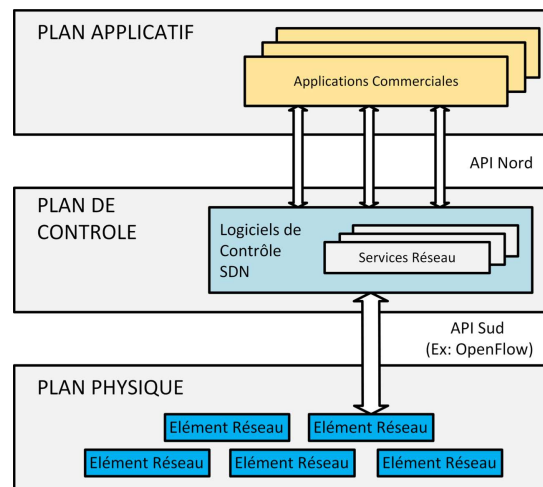 PLAN APPLICATIF
Applications Commerciales
API Nord
PLAN DE
CONTROLE
Logiciels de
Contrôle
SDN
Services Réseau
API Sud
(Ex: OpenFlow)
PLAN PHYSIQUE
Elément Réseau
Elément Réseau
Elément Réseau
Elément Réseau
Elément Réseau